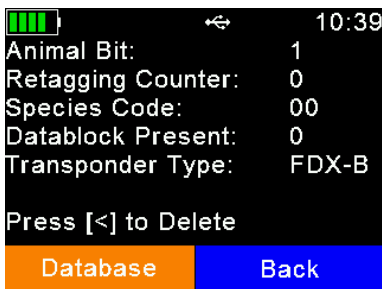 10:39
Animal Bit: 1
Retagging Counter: 0
Species Code: 00
Datablock Present: 0
Transponder Type: FDX-B
Press [<] to Delete
Database Back